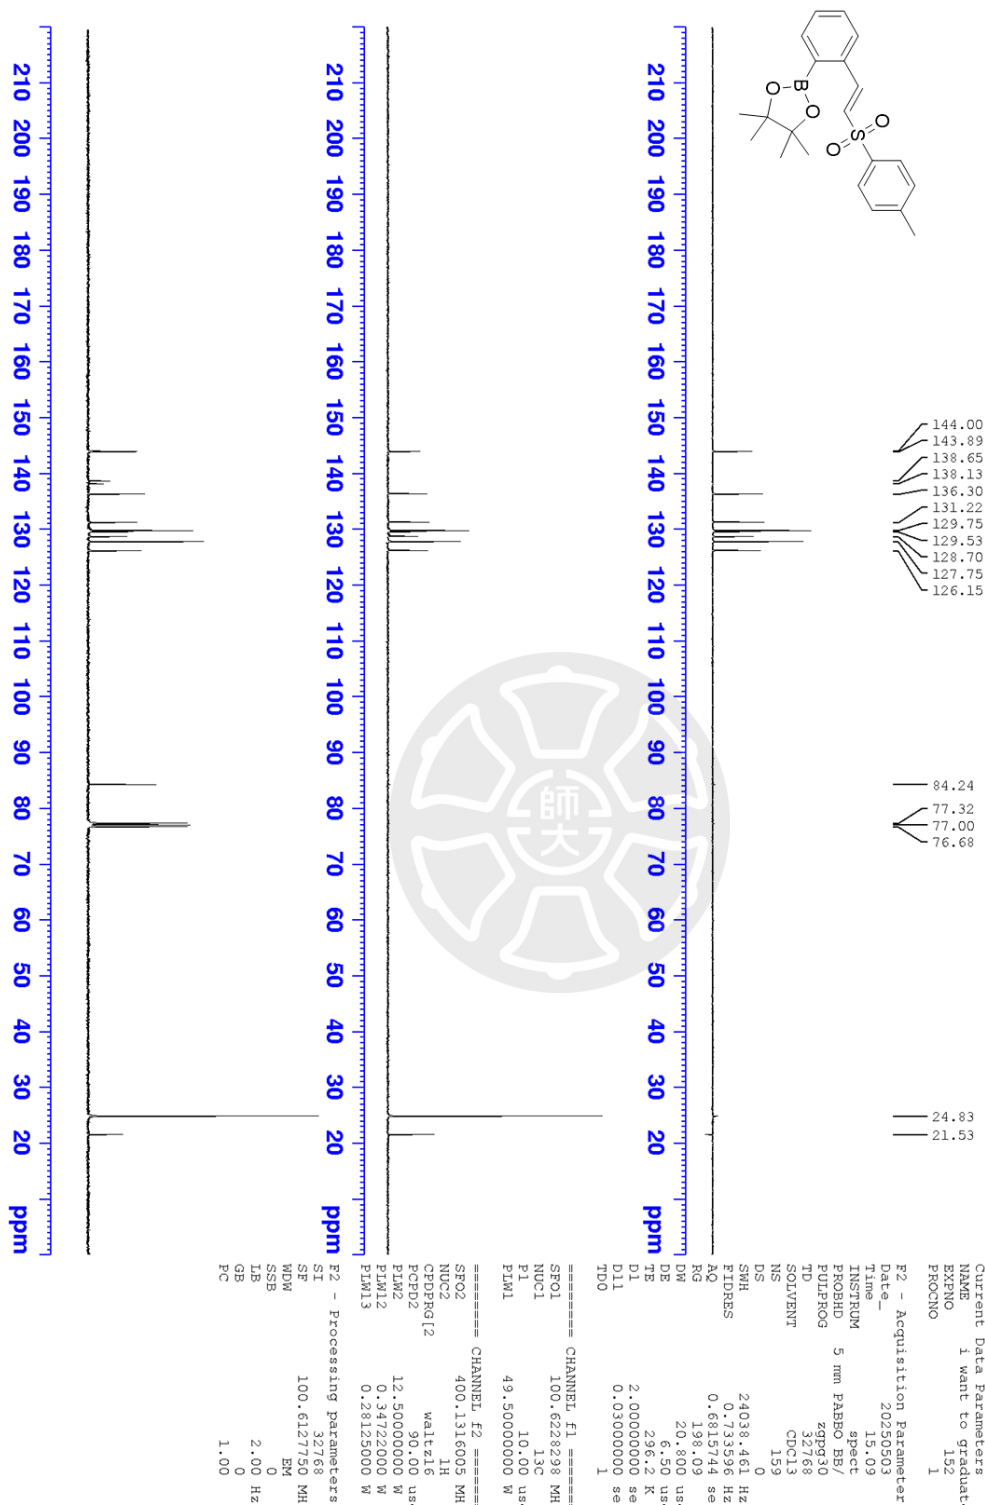 O
B
O
S
O
O
144.00
143.89
138.65
138.13
136.30
131.22
129.75
129.53
128.70
127.75
126.15
84.24
77.32
77.00
76.68
24.83
21.53
210 200 190 180 170 160 150 140 130 120 110 100 90 80 70 60 50 40 30 20 ppm
210 200 190 180 170 160 150 140 130 120 110 100 90 80 70 60 50 40 30 20 ppm
210 200 190 180 170 160 150 140 130 120 110 100 90 80 70 60 50 40 30 20 ppm
師大
Current Data Parameters
NAME i want to graduat
EXPNO 152
PROCNO 1
F2 - Acquisition Parameter
Date_ 20250503
Time 15.09
INSTRUM spect
PROBHD 5 mm PABBO BB/
PULPROG zgpg30
TD 32768
SOLVENT CDCl3
NS 159
DS 0
SWH 24038.461 Hz
FIDRES 0.733596 Hz
AQ 0.6815744 se
RG 198.09
DW 20.800 us
DE 6.50 us
TE 296.2 K
D1 2.00000000 se
D11 0.03000000 se
TD0 1
======== CHANNEL f1 =======
SFO1 100.6228298 MH
NUC1 13C
P1 10.00 us
PLW1 49.50000000 W
======== CHANNEL f2 =======
SFO2 400.1316005 MH
NUC2 1H
CPDPRG[2 waltz16
PCPD2 90.00 us
PLW2 12.50000000 W
PLW12 0.34722000 W
PLW13 0.28125000 W
F2 - Processing parameters
SI 32768
SF 100.6127750 MH
WDW EM
SSB 0
LB 2.00 Hz
GB 0
PC 1.00